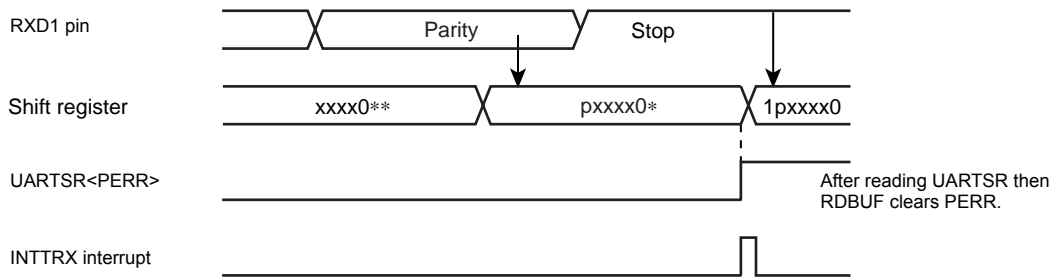 RXD1 pin
Parity
Stop
Shift register
xxxx0**
pxxxx0*
1pxxxx0
UARTSR<PERR>
After reading UARTSR then
RDBUF clears PERR.
INTTRX interrupt